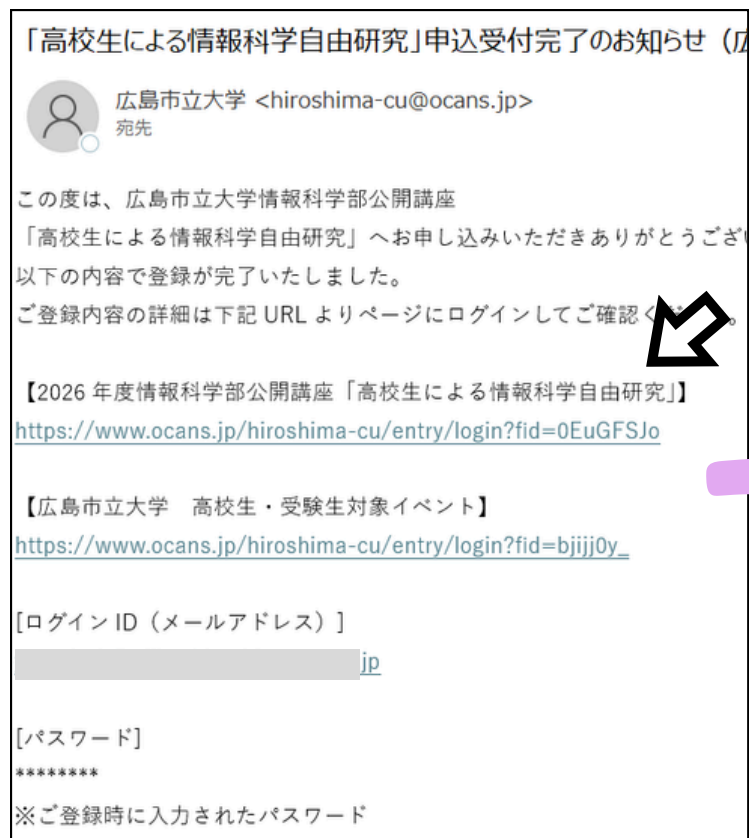 「高校生による情報科学自由研究」申込受付完了のお知らせ（
広島市立大学 <hiroshima-cu@ocans.jp>
宛先
この度は、広島市立大学情報科学部公開講座
「高校生による情報科学自由研究」へお申し込みいただきありがとうござい
以下の内容で登録が完了いたしました。
ご登録内容の詳細は下記 URL よりページにログインしてご確認く
【2026 年度情報科学部公開講座「高校生による情報科学自由研究」】
https://www.ocans.jp/hiroshima-cu/entry/login?fid=0EuGFSJo
【広島市立大学　高校生・受験生対象イベント】
https://www.ocans.jp/hiroshima-cu/entry/login?fid=bjijj0y_
[ログイン ID（メールアドレス）]
jp
[パスワード]
********
※ご登録時に入力されたパスワード